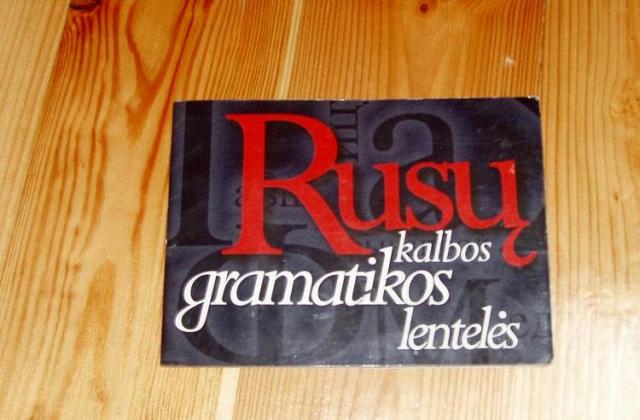 Rusų
kalbos
gramatikos
lentelės